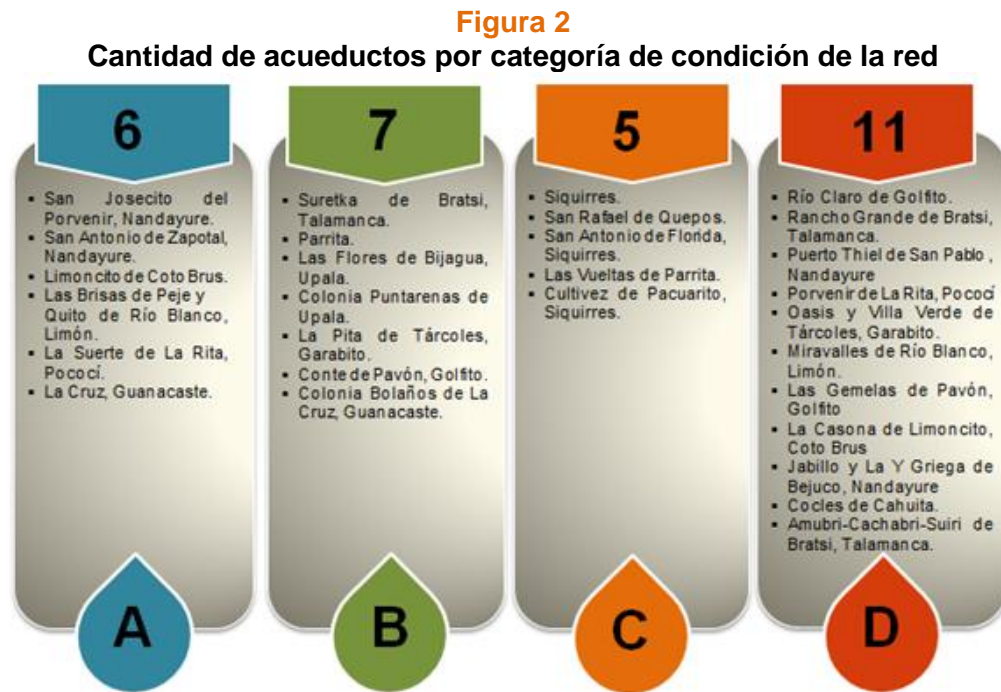 Figura 2
Cantidad de acueductos por categoría de condición de la red
6
▪ San Josecito del
Porvenir, Nandayure.
▪ San Antonio de Zapotal,
Nandayure.
▪ Limoncito de Coto Brus.
▪ Las Brisas de Peje y
Quito de Río Blanco,
Limón.
▪ La Suerte de La Rita,
Pococí.
▪ La Cruz, Guanacaste.
A
7
▪ Suretka de Bratsi,
Talamanca.
▪ Parrita.
▪ Las Flores de Bijagua,
Upala.
▪ Colonia Puntarenas de
Upala.
▪ La Pita de Tárcoles,
Garabito.
▪ Conte de Pavón, Golfito.
▪ Colonia Bolaños de La
Cruz, Guanacaste.
B
5
▪ Siquirres.
▪ San Rafael de Quepos.
▪ San Antonio de Florida,
Siquirres.
▪ Las Vueltas de Parrita.
▪ Cultivez de Pacuarito,
Siquirres.
C
11
▪ Río Claro de Golfito.
▪ Rancho Grande de Bratsi,
Talamanca.
▪ Puerto Thiel de San Pablo ,
Nandayure
▪ Porvenir de La Rita, Pococí
▪ Oasis y Villa Verde de
Tárcoles, Garabito.
▪ Miravalles de Río Blanco,
Limón.
▪ Las Gemelas de Pavón,
Golfito
▪ La Casona de Limoncito,
Coto Brus
▪ Jabillo y La Y Griega de
Bejuco, Nandayure
▪ Cocles de Cahuita.
▪ Amubri-Cachabri-Suiri de
Bratsi, Talamanca.
D